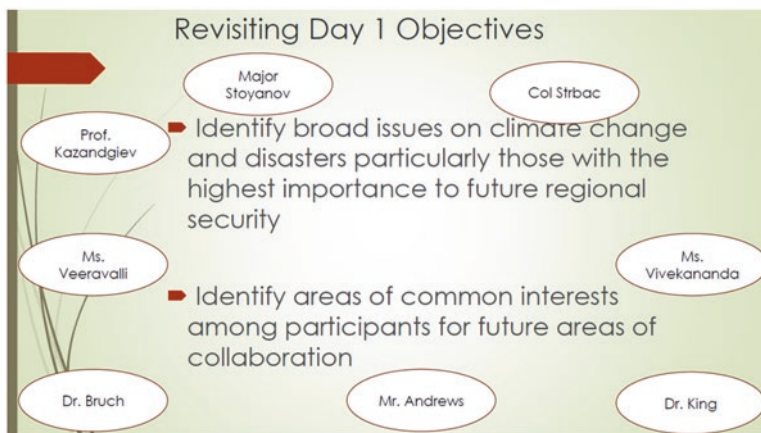 Revisiting Day 1 Objectives
Major
Stoyanov
Col Strbac
Prof.
Kazandgiev
Identify broad issues on climate change
and disasters particularly those with the
highest importance to future regional
security
Ms.
Veeravalli
Ms.
Vivekananda
Identify areas of common interests
among participants for future areas of
collaboration
Dr. Bruch
Mr. Andrews
Dr. King